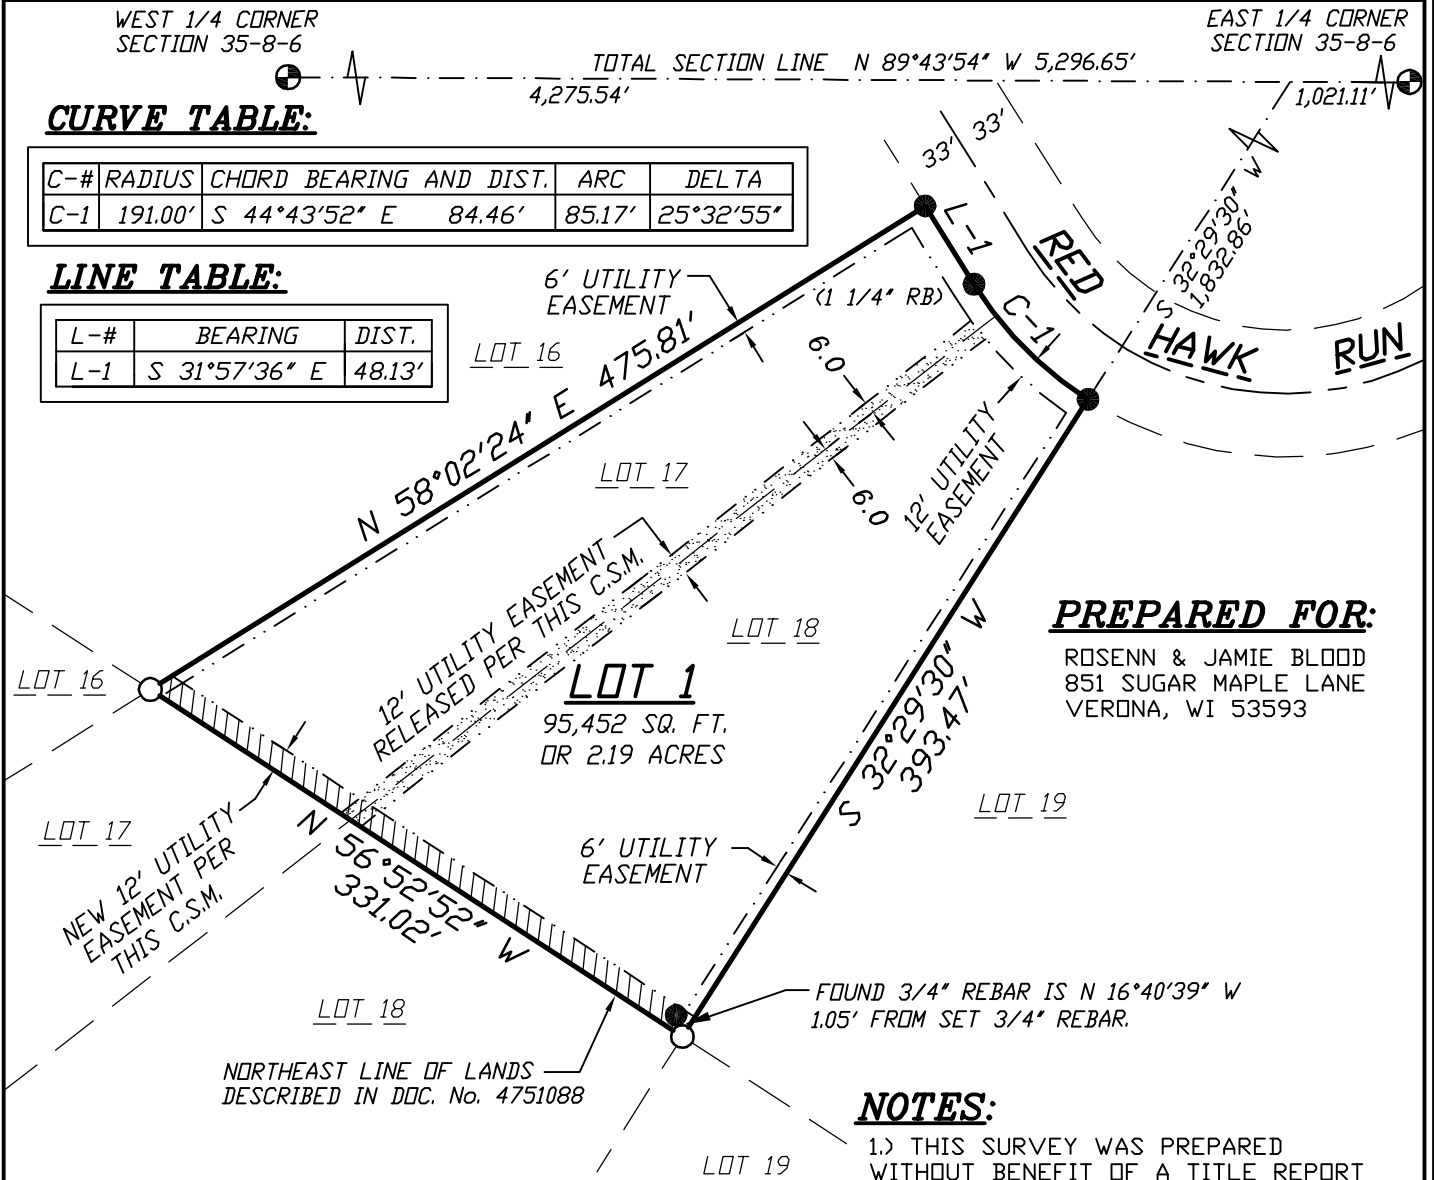 WEST 1/4 CORNER
SECTION 35-8-6
EAST 1/4 CORNER
SECTION 35-8-6
TOTAL SECTION LINE N 89°43'54" W 5,296.65'
4,275.54'
1,021.11'
CURVE TABLE:
C-# RADIUS CHORD BEARING AND DIST. ARC DELTA
C-1 191.00' S 44°43'52" E 84.46' 85.17' 25°32'55"
LINE TABLE:
L-# BEARING DIST.
L-1 S 31°57'36" E 48.13'
33' 33'
S 32°29'30" W
1,832.86'
L-1
(1 1/4" RB)
C-1
RED
HAWK
RUN
6' UTILITY
EASEMENT
LOT 16
N 58°02'24" E 475.81'
6.0
6.0
LOT 17
12' UTILITY
EASEMENT
12' UTILITY EASEMENT
RELEASED PER THIS C.S.M.
LOT 18
LOT 1
95,452 SQ. FT.
OR 2.19 ACRES
S 32°29'30" W
393.47'
PREPARED FOR:
ROSENN & JAMIE BLOOD
851 SUGAR MAPLE LANE
VERONA, WI 53593
LOT 16
LOT 17
LOT 19
NEW 12' UTILITY
EASEMENT PER
THIS C.S.M.
N 56°52'52" W
331.02'
6' UTILITY
EASEMENT
LOT 18
FOUND 3/4" REBAR IS N 16°40'39" W
1.05' FROM SET 3/4" REBAR.
NORTHEAST LINE OF LANDS
DESCRIBED IN DOC. No. 4751088
LOT 19
NOTES:
1.) THIS SURVEY WAS PREPARED
WITHOUT BENEFIT OF A TITLE REPORT